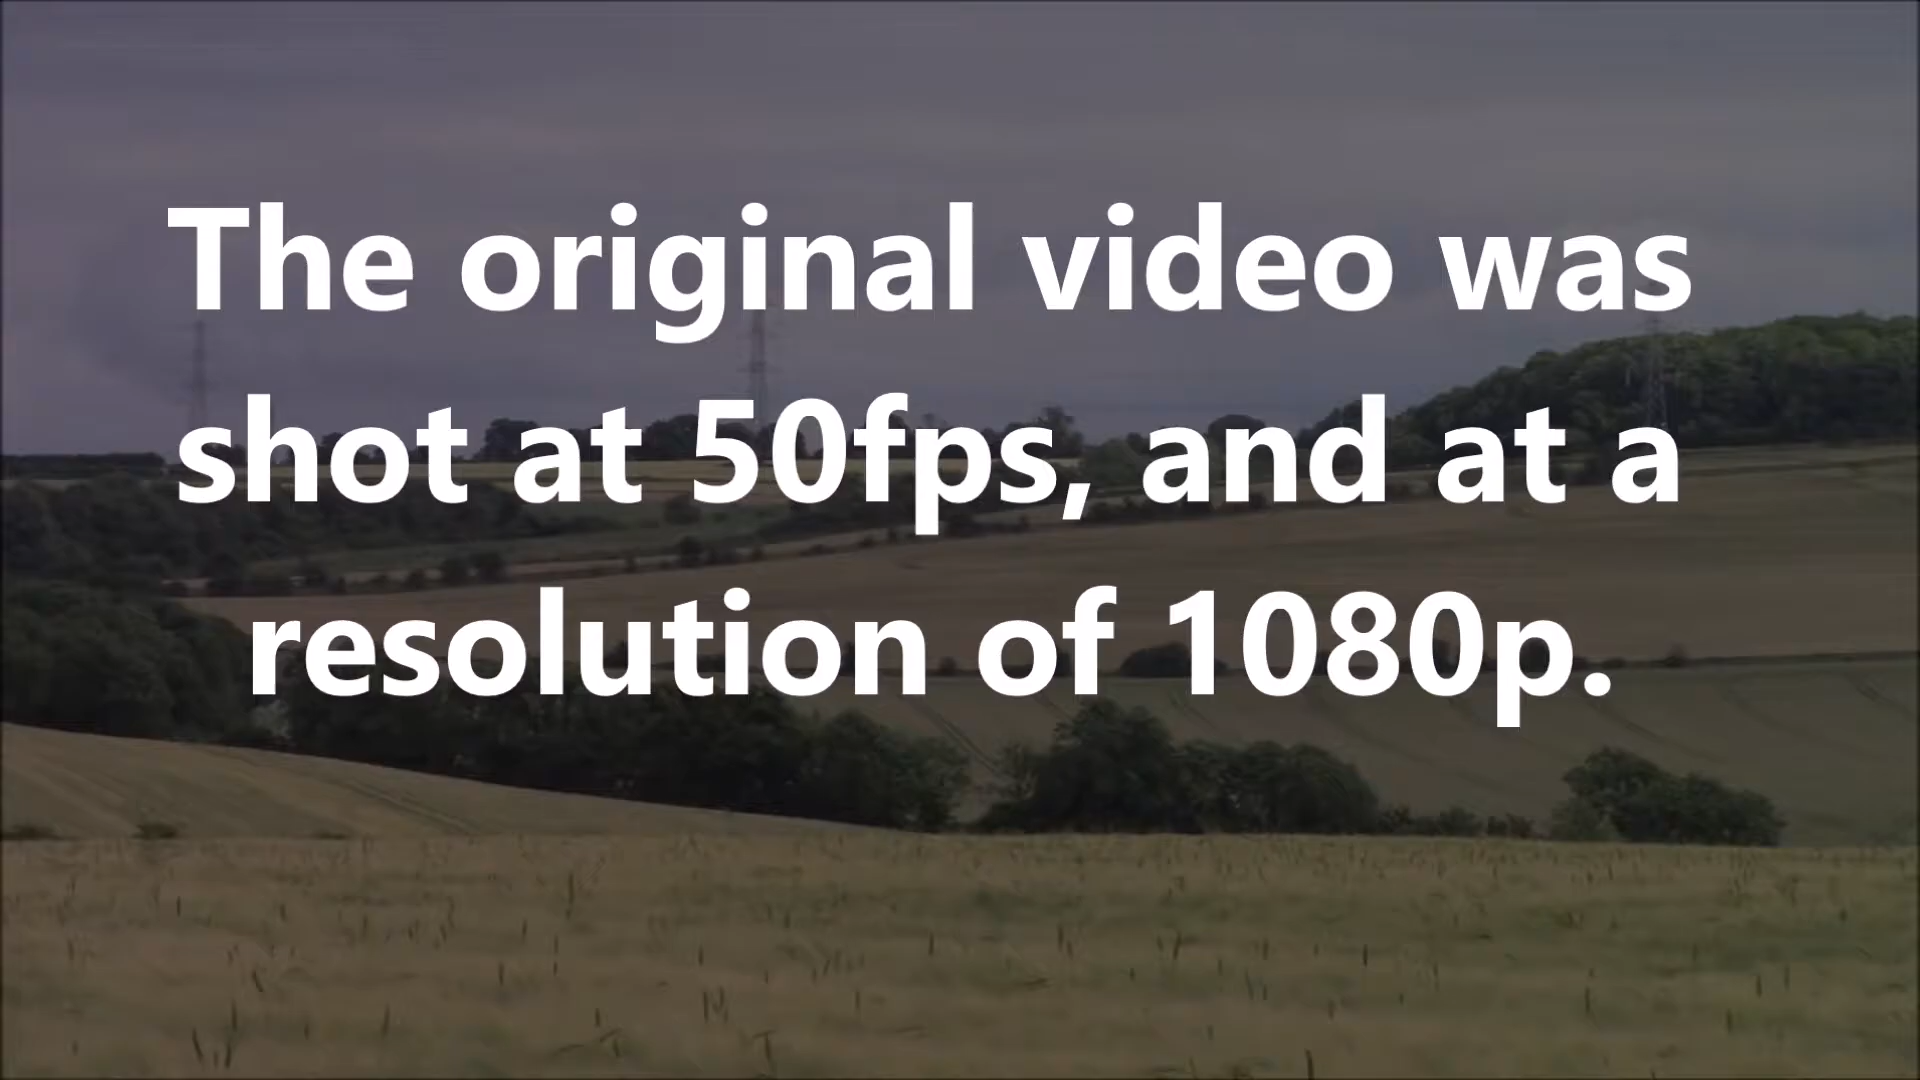 The original video was
shot at 50fps, and at a
resolution of 1080p.